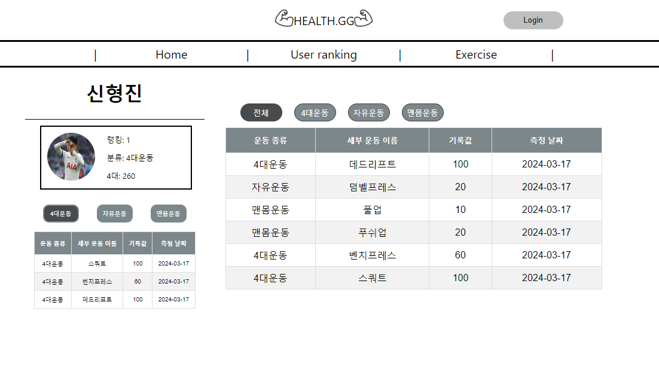 HEALTH.GG
Login
| Home | User ranking | Exercise |
신형진
랭킹: 1
분류: 4대운동
4대: 260
4대운동 자유운동 맨몸운동
운동 종류 세부 운동 이름 기록값 측정 날짜
4대운동 스쿼트 100 2024-03-17
4대운동 벤치프레스 60 2024-03-17
4대운동 데드리프트 100 2024-03-17
전체 4대운동 자유운동 맨몸운동
운동 종류 세부 운동 이름 기록값 측정 날짜
4대운동 데드리프트 100 2024-03-17
자유운동 덤벨프레스 20 2024-03-17
맨몸운동 풀업 10 2024-03-17
맨몸운동 푸쉬업 20 2024-03-17
4대운동 벤치프레스 60 2024-03-17
4대운동 스쿼트 100 2024-03-17